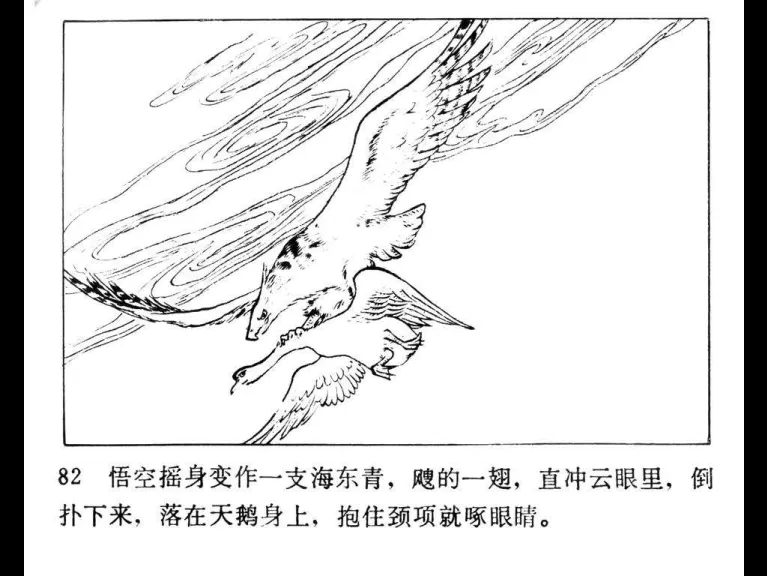 82 悟空摇身变作一支海东青，飕的一翅，直冲云眼里，倒
扑下来，落在天鹅身上，抱住颈项就啄眼睛。